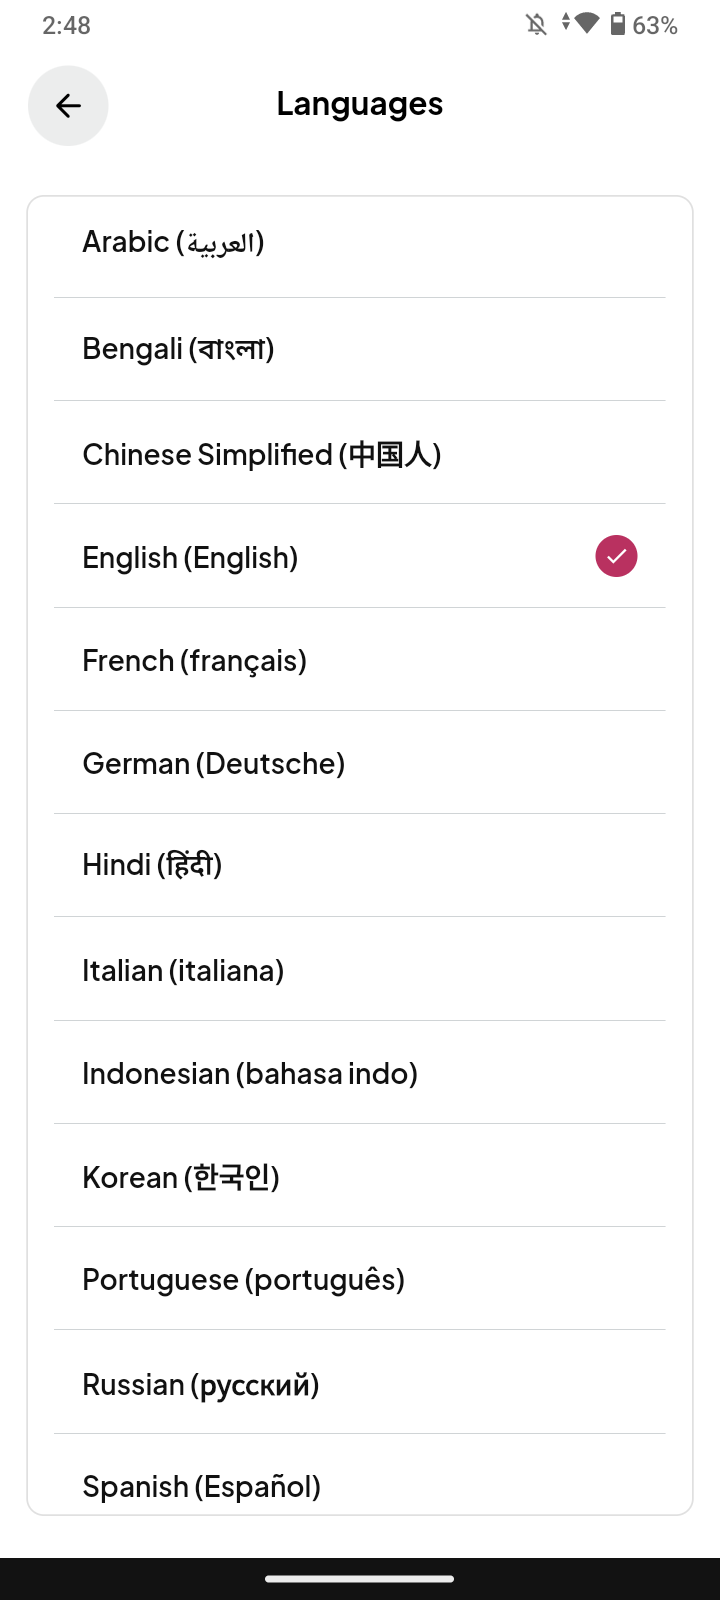 2:48
63%
Languages
Arabic (العربية)
Bengali (বাংলা)
Chinese Simplified (中国人)
English (English)
French (français)
German (Deutsche)
Hindi (हिंदी)
Italian (italiana)
Indonesian (bahasa indo)
Korean (한국인)
Portuguese (português)
Russian (русский)
Spanish (Español)